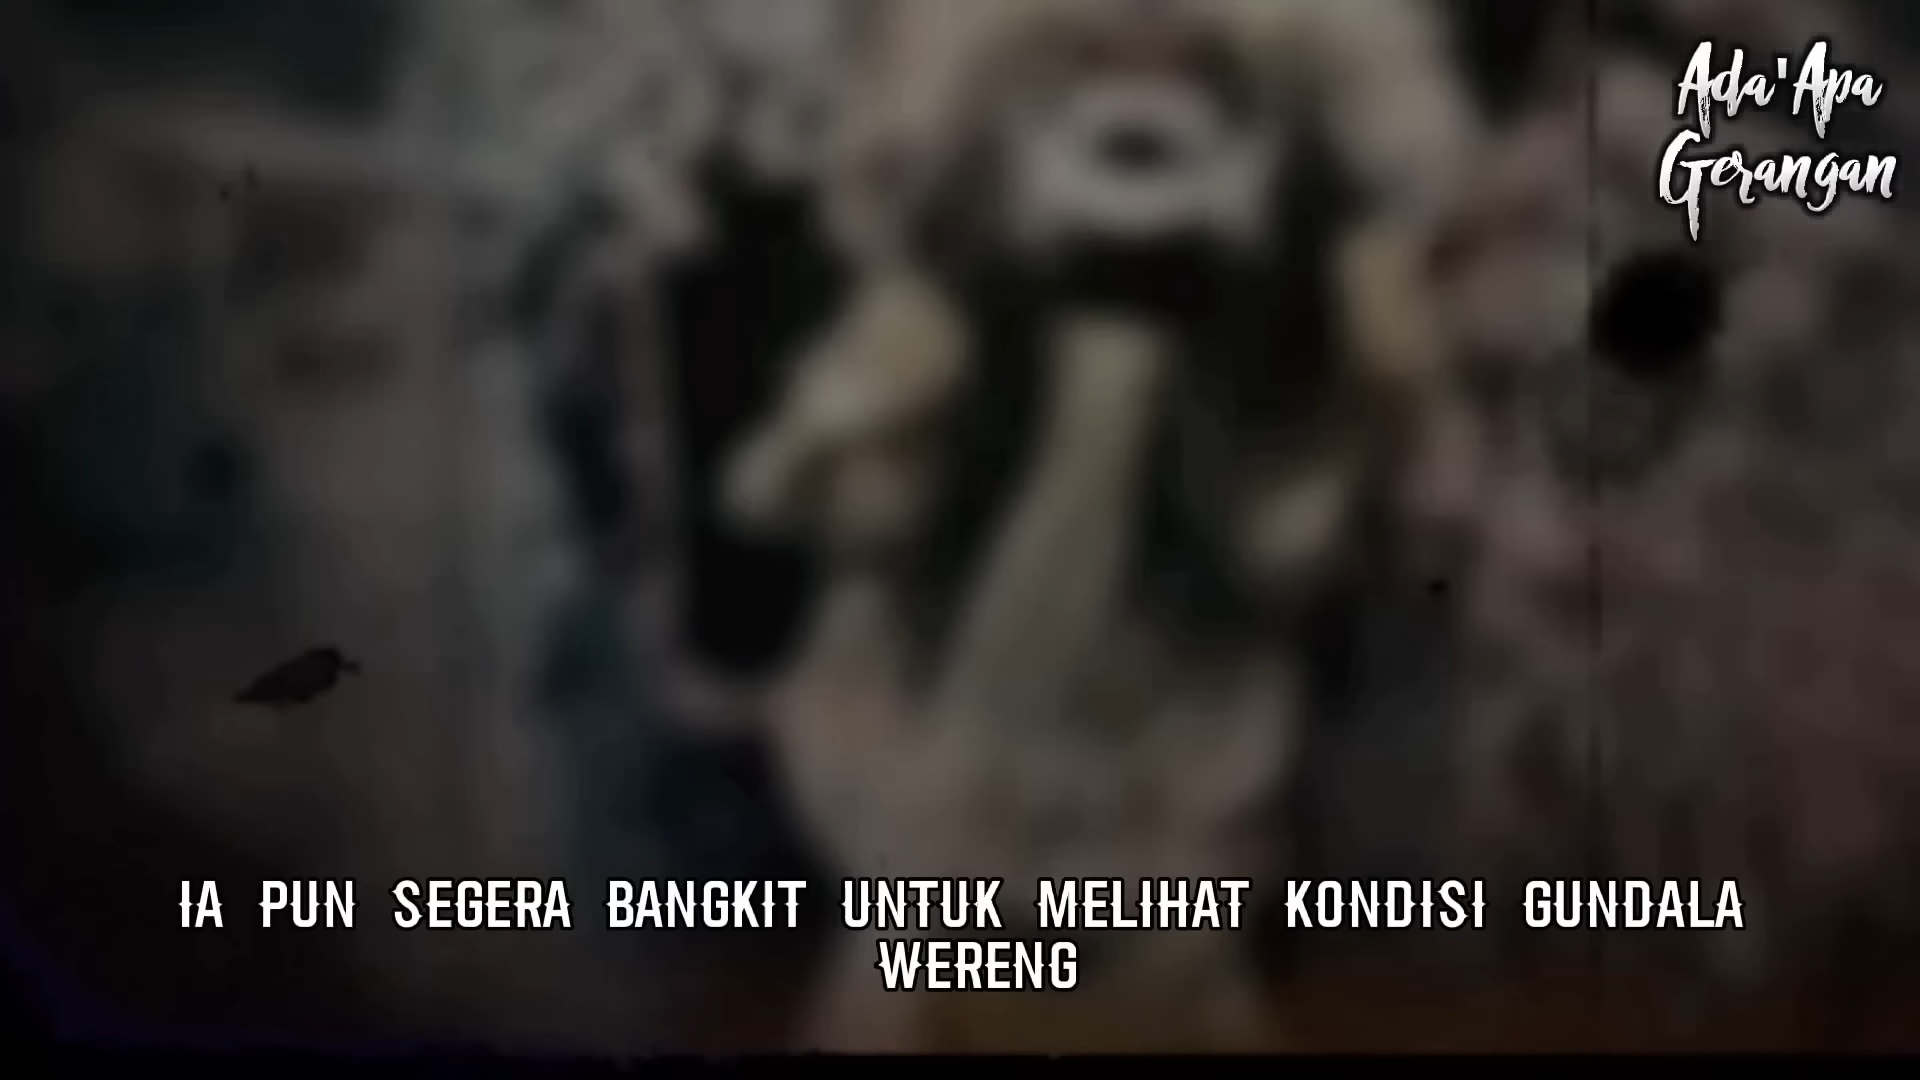 Ada'Apa
Gerangan
IA PUN SEGERA BANGKIT UNTUK MELIHAT KONDISI GUNDALA
WERENG